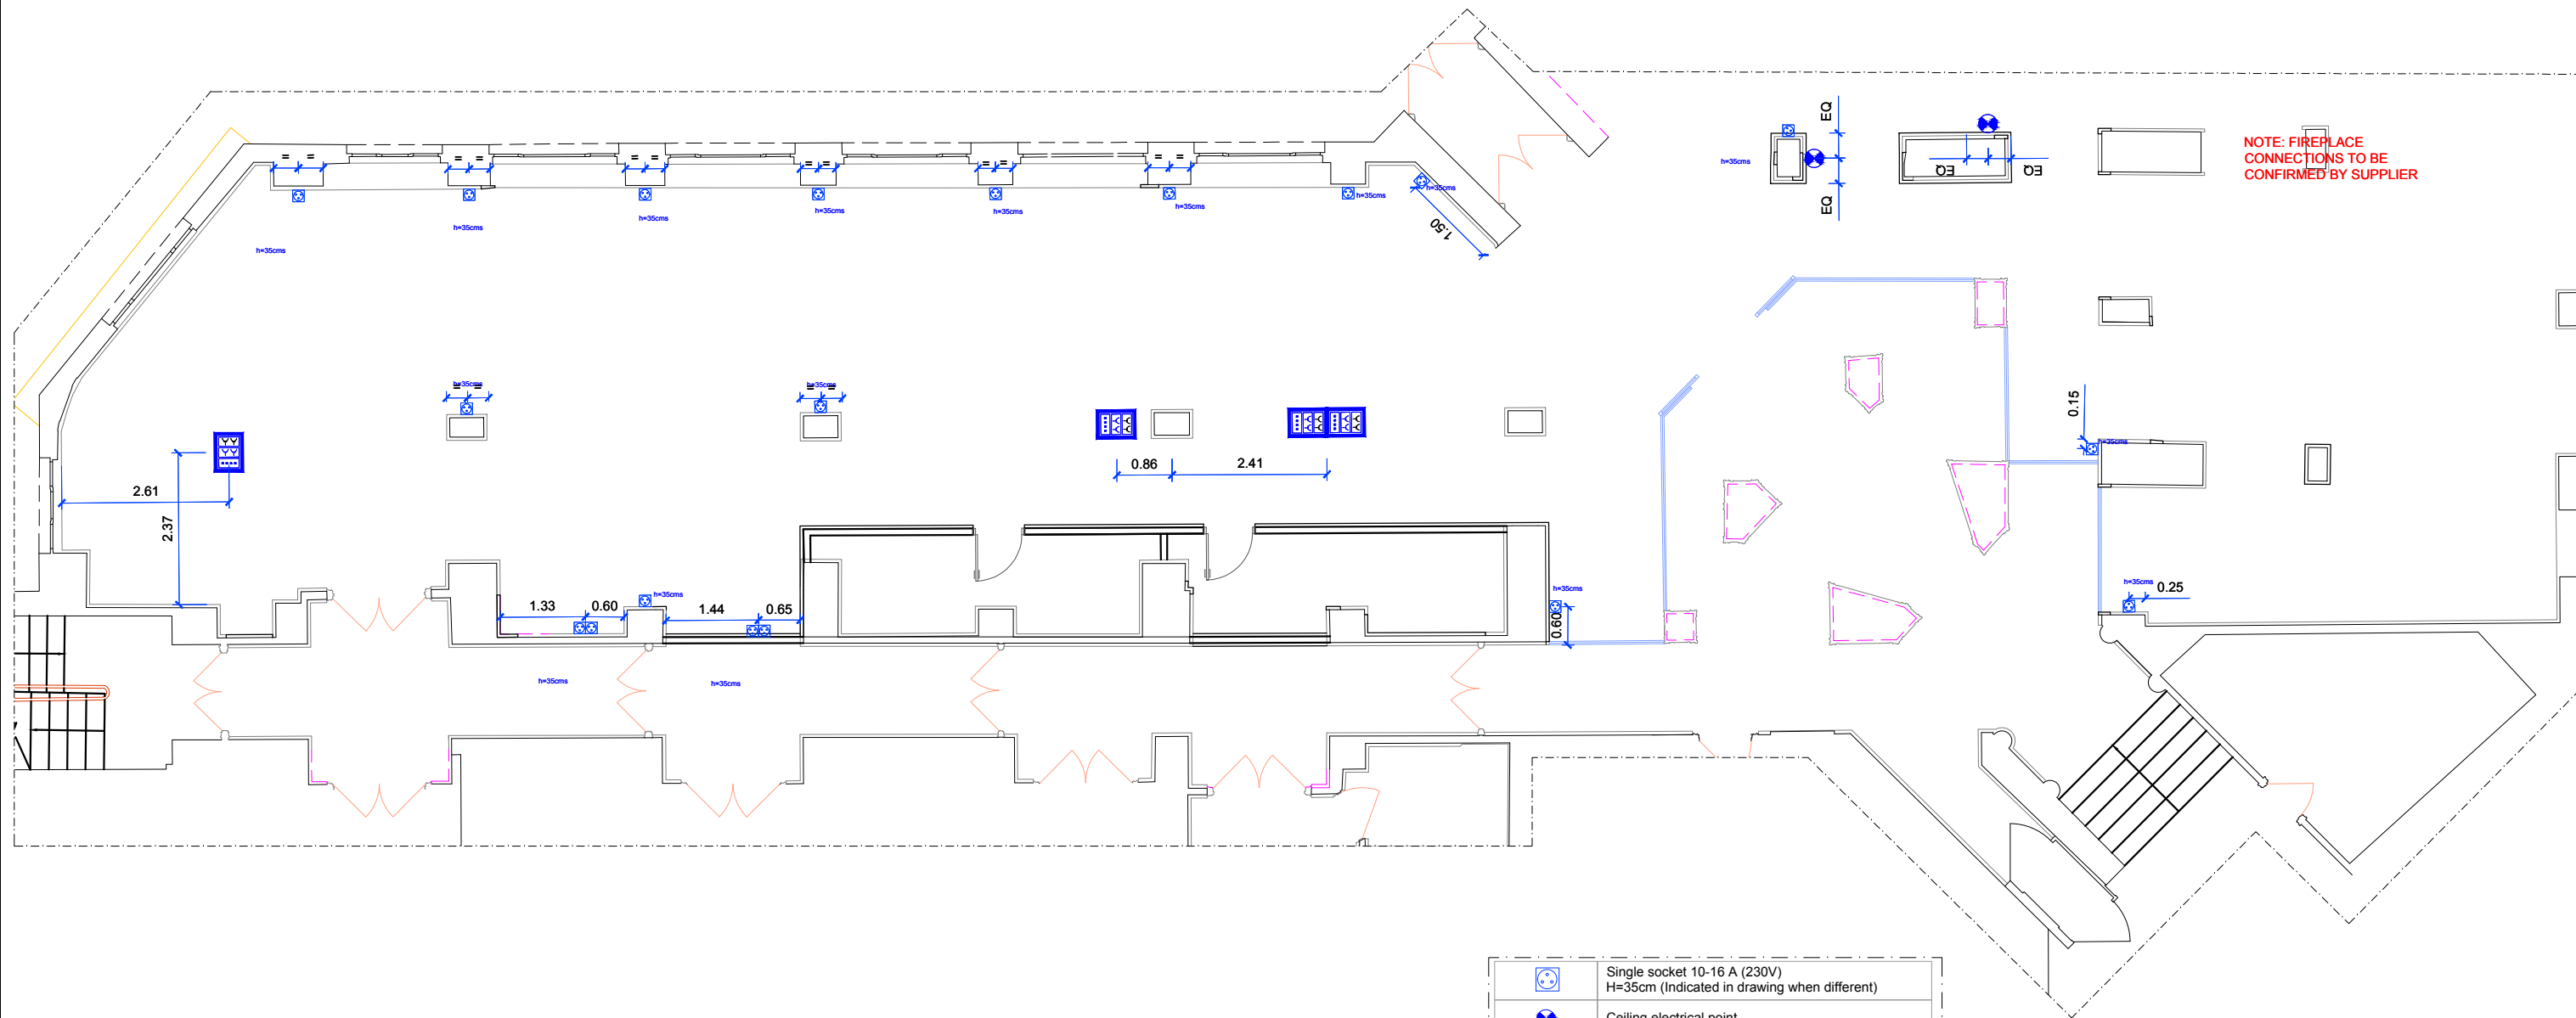 EQ
NOTE: FIREPLACE
CONNECTIONS TO BE
CONFIRMED BY SUPPLIER
= =
= =
= =
= =
= =
= =
h=35cms
EQ
EQ
EQ
h=35cms
h=35cms
h=35cms
h=35cms
h=35cms
h=35cms
h=35cms
h=35cms
1.50
h=35cms
= =
h=35cms
= =
h=35cms
0.15
h=35cms
0.86
2.41
2.61
2.37
h=35cms
1.33
0.60
h=35cms
1.44
0.65
h=35cms
0.60
h=35cms
0.25
h=35cms
h=35cms
Single socket 10-16 A (230V)
H=35cm (Indicated in drawing when different)
Ceiling electrical point